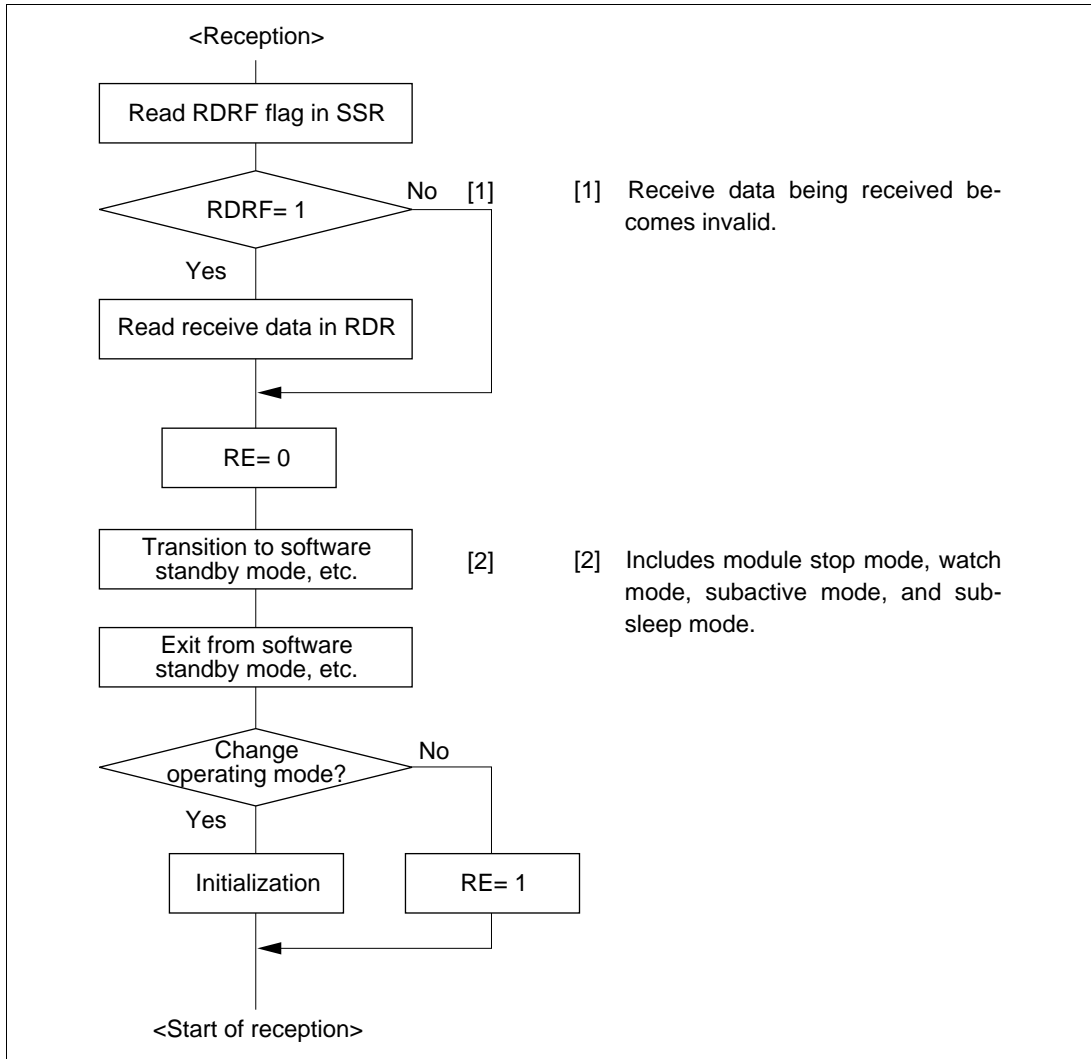 <Reception>
Read RDRF flag in SSR
No [1]
RDRF= 1
[1] Receive data being received be-
comes invalid.
Yes
Read receive data in RDR
RE= 0
Transition to software
standby mode, etc.
[2]
[2] Includes module stop mode, watch
mode, subactive mode, and sub-
sleep mode.
Exit from software
standby mode, etc.
Change
operating mode?
No
Yes
Initialization
RE= 1
<Start of reception>